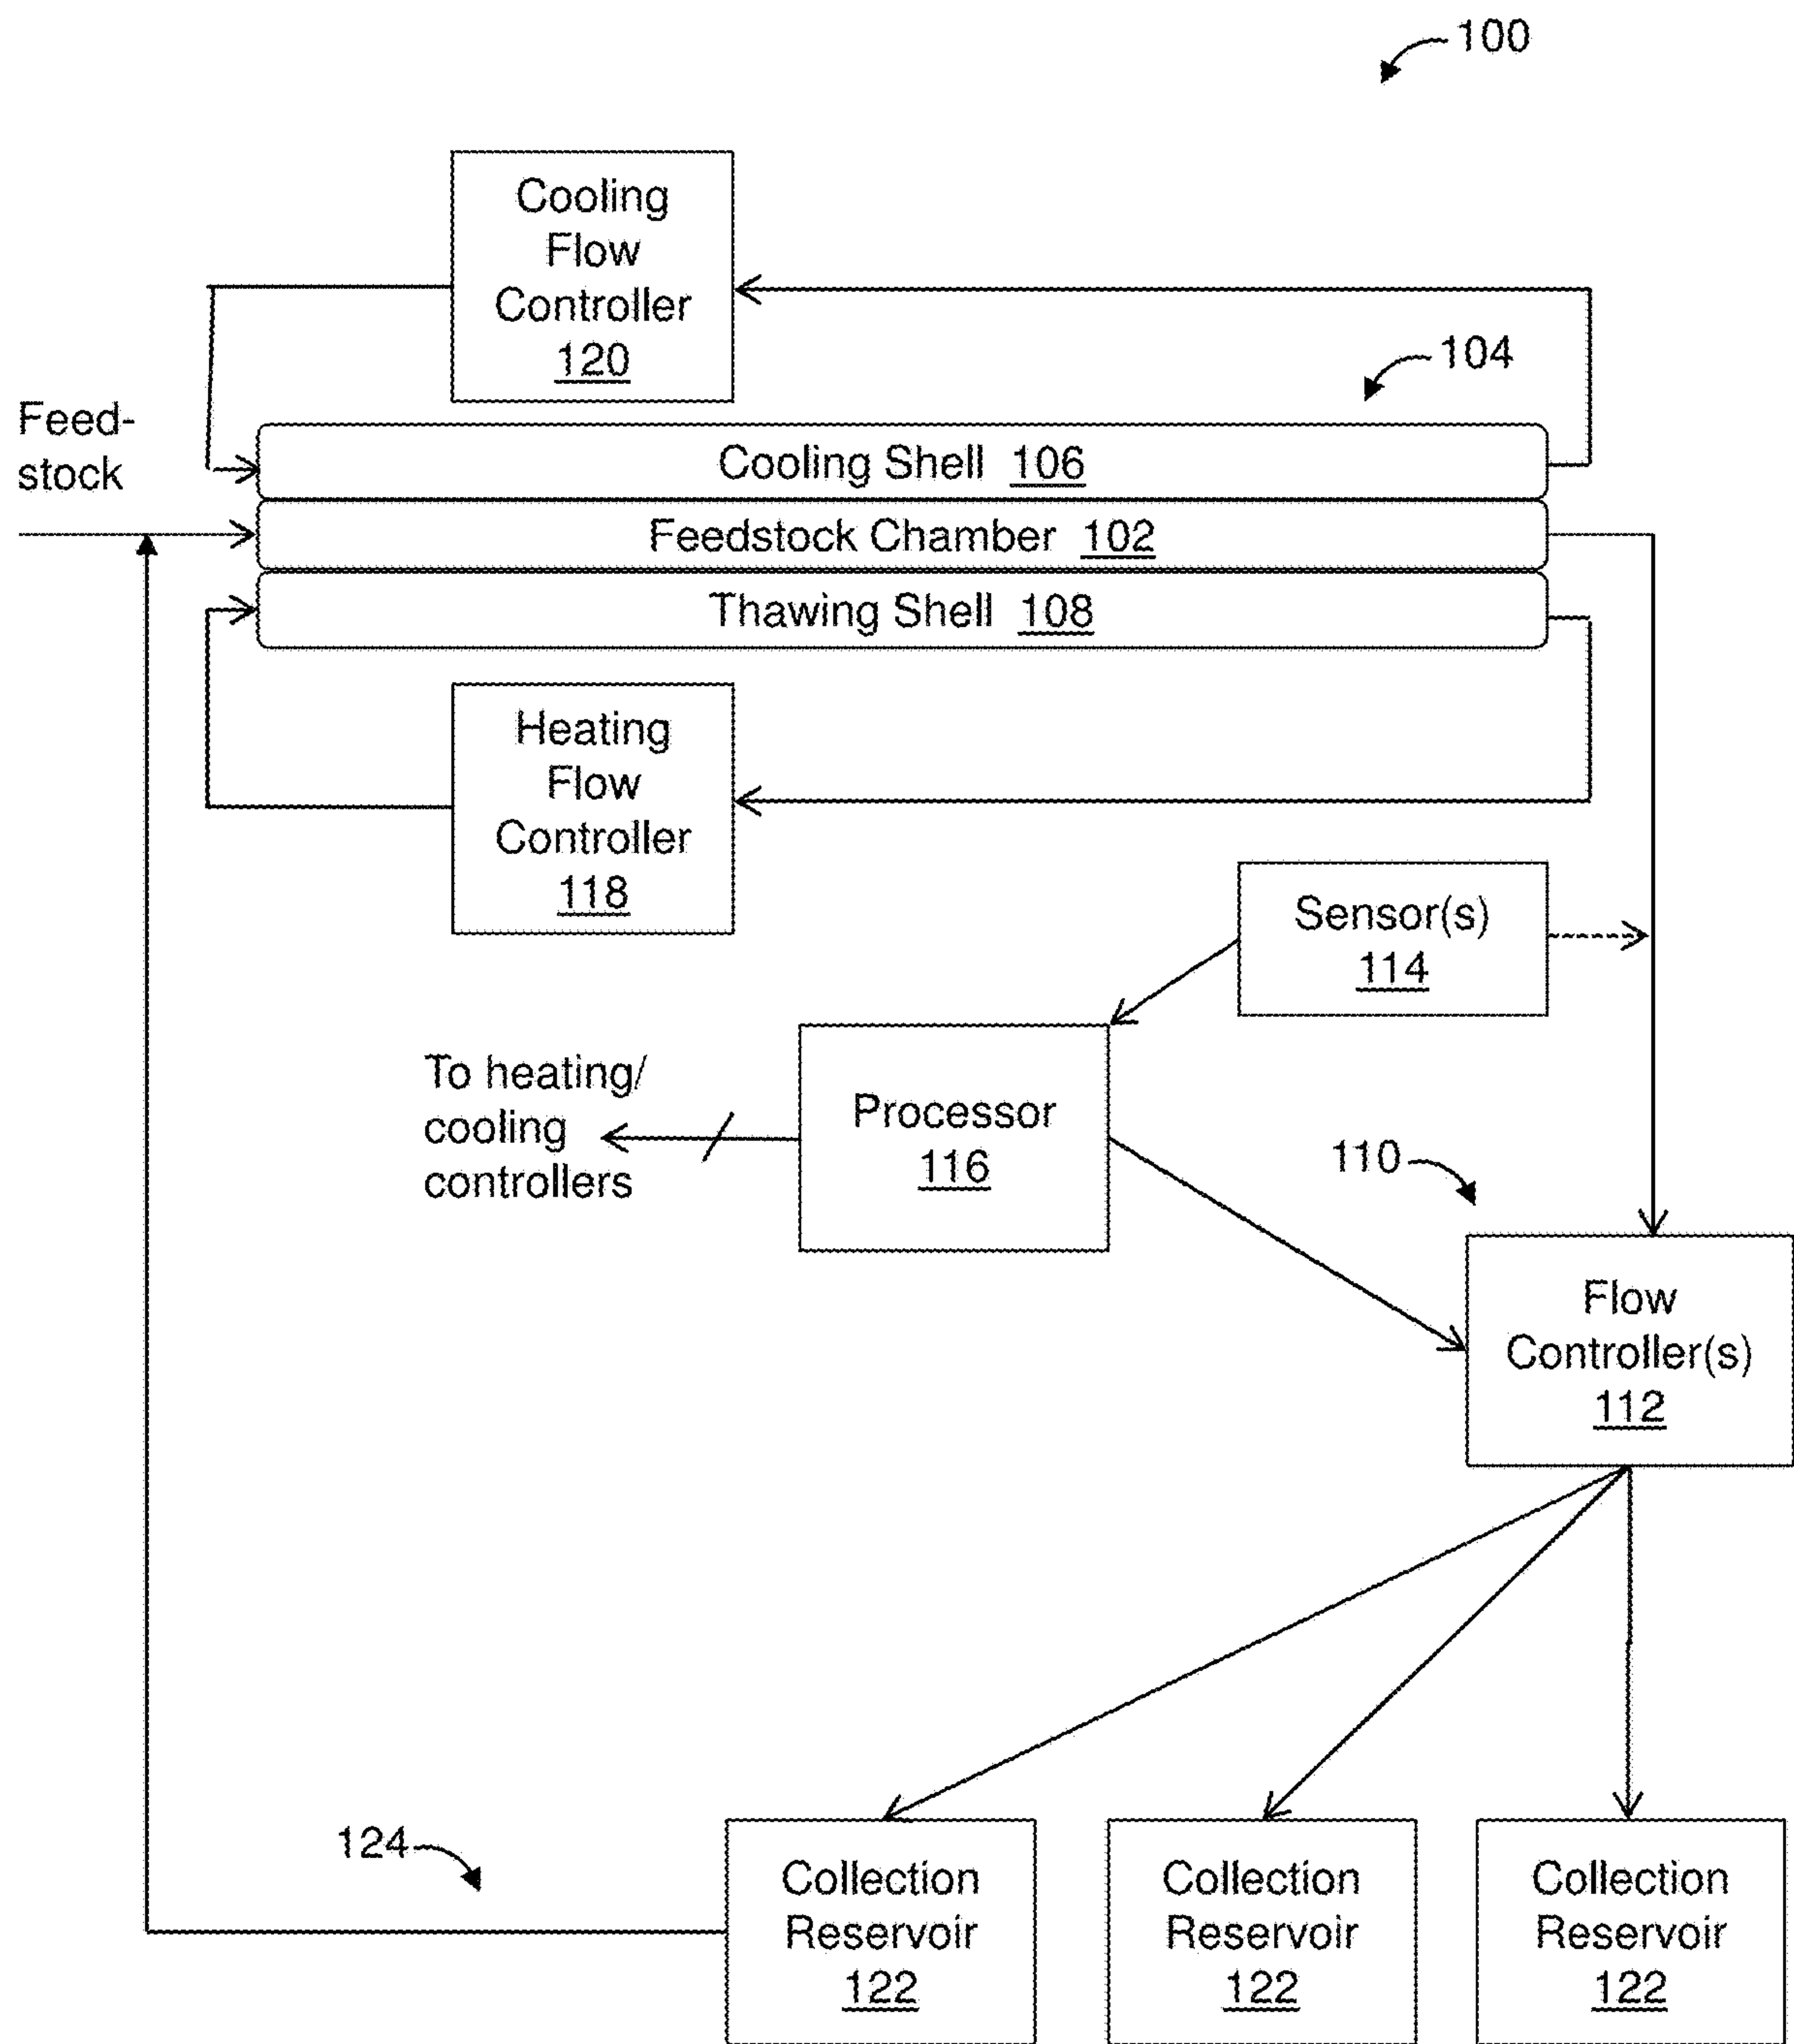 100
Cooling
Flow
Controller
120
104
Feed-
stock
Cooling Shell 106
Feedstock Chamber 102
Thawing Shell 108
Heating
Flow
Controller
118
Sensor(s)
114
To heating/
cooling
controllers
Processor
116
110
Flow
Controller(s)
112
124
Collection
Reservoir
122
Collection
Reservoir
122
Collection
Reservoir
122